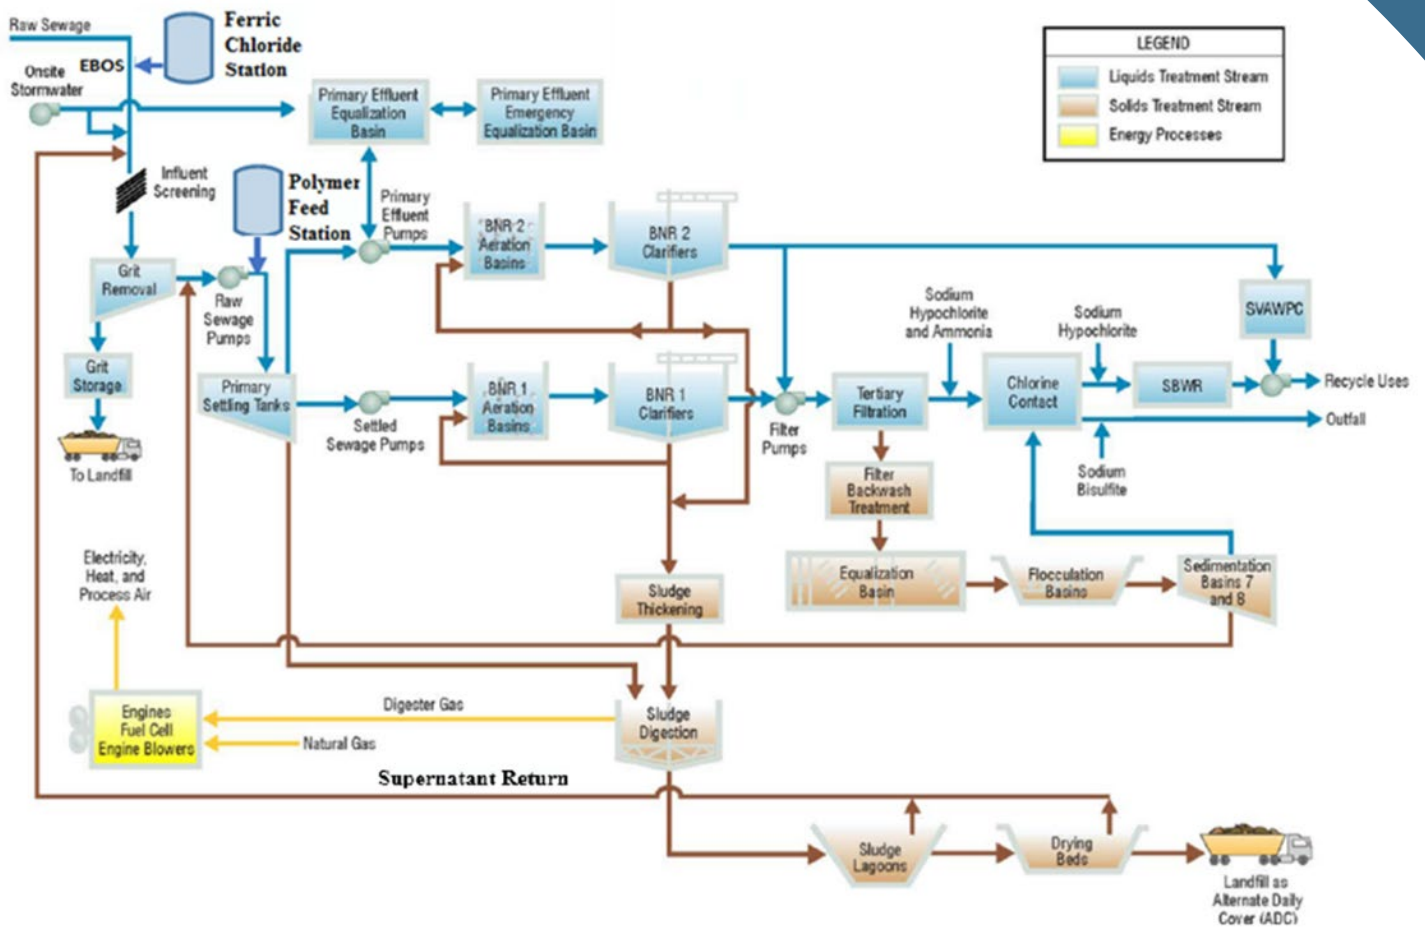 Raw Sewage
Ferric
Chloride
Station
EBOS
Onsite
Stormwater
Primary Effluent
Equalization
Basin
Primary Effluent
Emergency
Equalization Basin
LEGEND
Liquids Treatment Stream
Solids Treatment Stream
Energy Processes
Influent
Screening
Polymer
Feed
Station
Primary
Effluent
Pumps
BNR 2
Aeration
Basins
BNR 2
Clarifiers
Grit
Removal
Raw
Sewage
Pumps
Sodium
Hypochlorite
and Ammonia
Sodium
Hypochlorite
SVAWPC
Grit
Storage
Primary
Settling Tanks
Settled
Sewage Pumps
BNR 1
Aeration
Basins
BNR 1
Clarifiers
Filter
Pumps
Tertiary
Filtration
Chlorine
Contact
SBWR
Recycle Uses
Outfall
To Landfill
Filter
Backwash
Treatment
Sodium
Bisulfite
Electricity,
Heat, and
Process Air
Sludge
Thickening
Equalization
Basin
Flocculation
Basins
Sedimentation
Basins 7
and 8
Engines
Fuel Cell
Engine Blowers
Digester Gas
Natural Gas
Sludge
Digestion
Supernatant Return
Sludge
Lagoons
Drying
Beds
Landfill as
Alternate Daily
Cover (ADC)